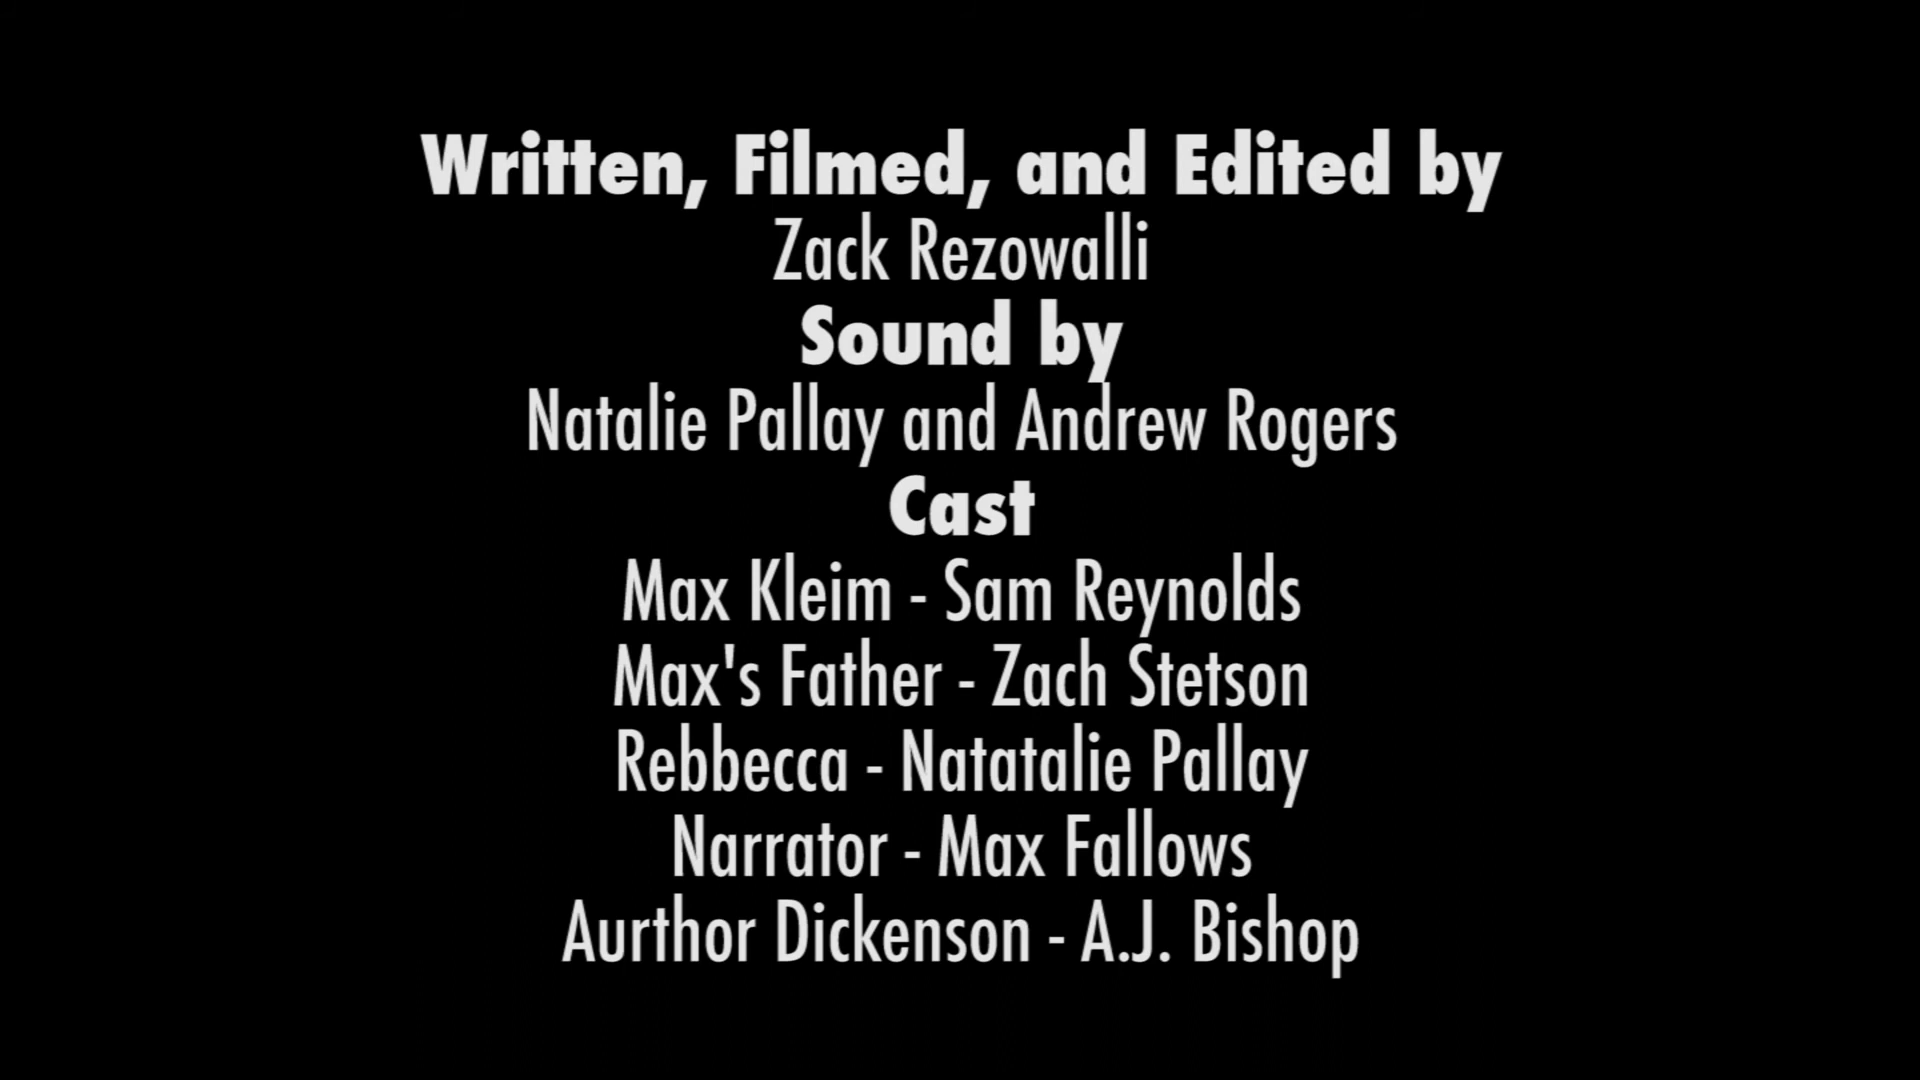 Written, Filmed, and Edited by
Zack Rezowalli
Sound by
Natalie Pallay and Andrew Rogers
Cast
Max Kleim - Sam Reynolds
Max's Father - Zach Stetson
Rebbecca - Natatalie Pallay
Narrator - Max Fallows
Aurthor Dickenson - A.J. Bishop